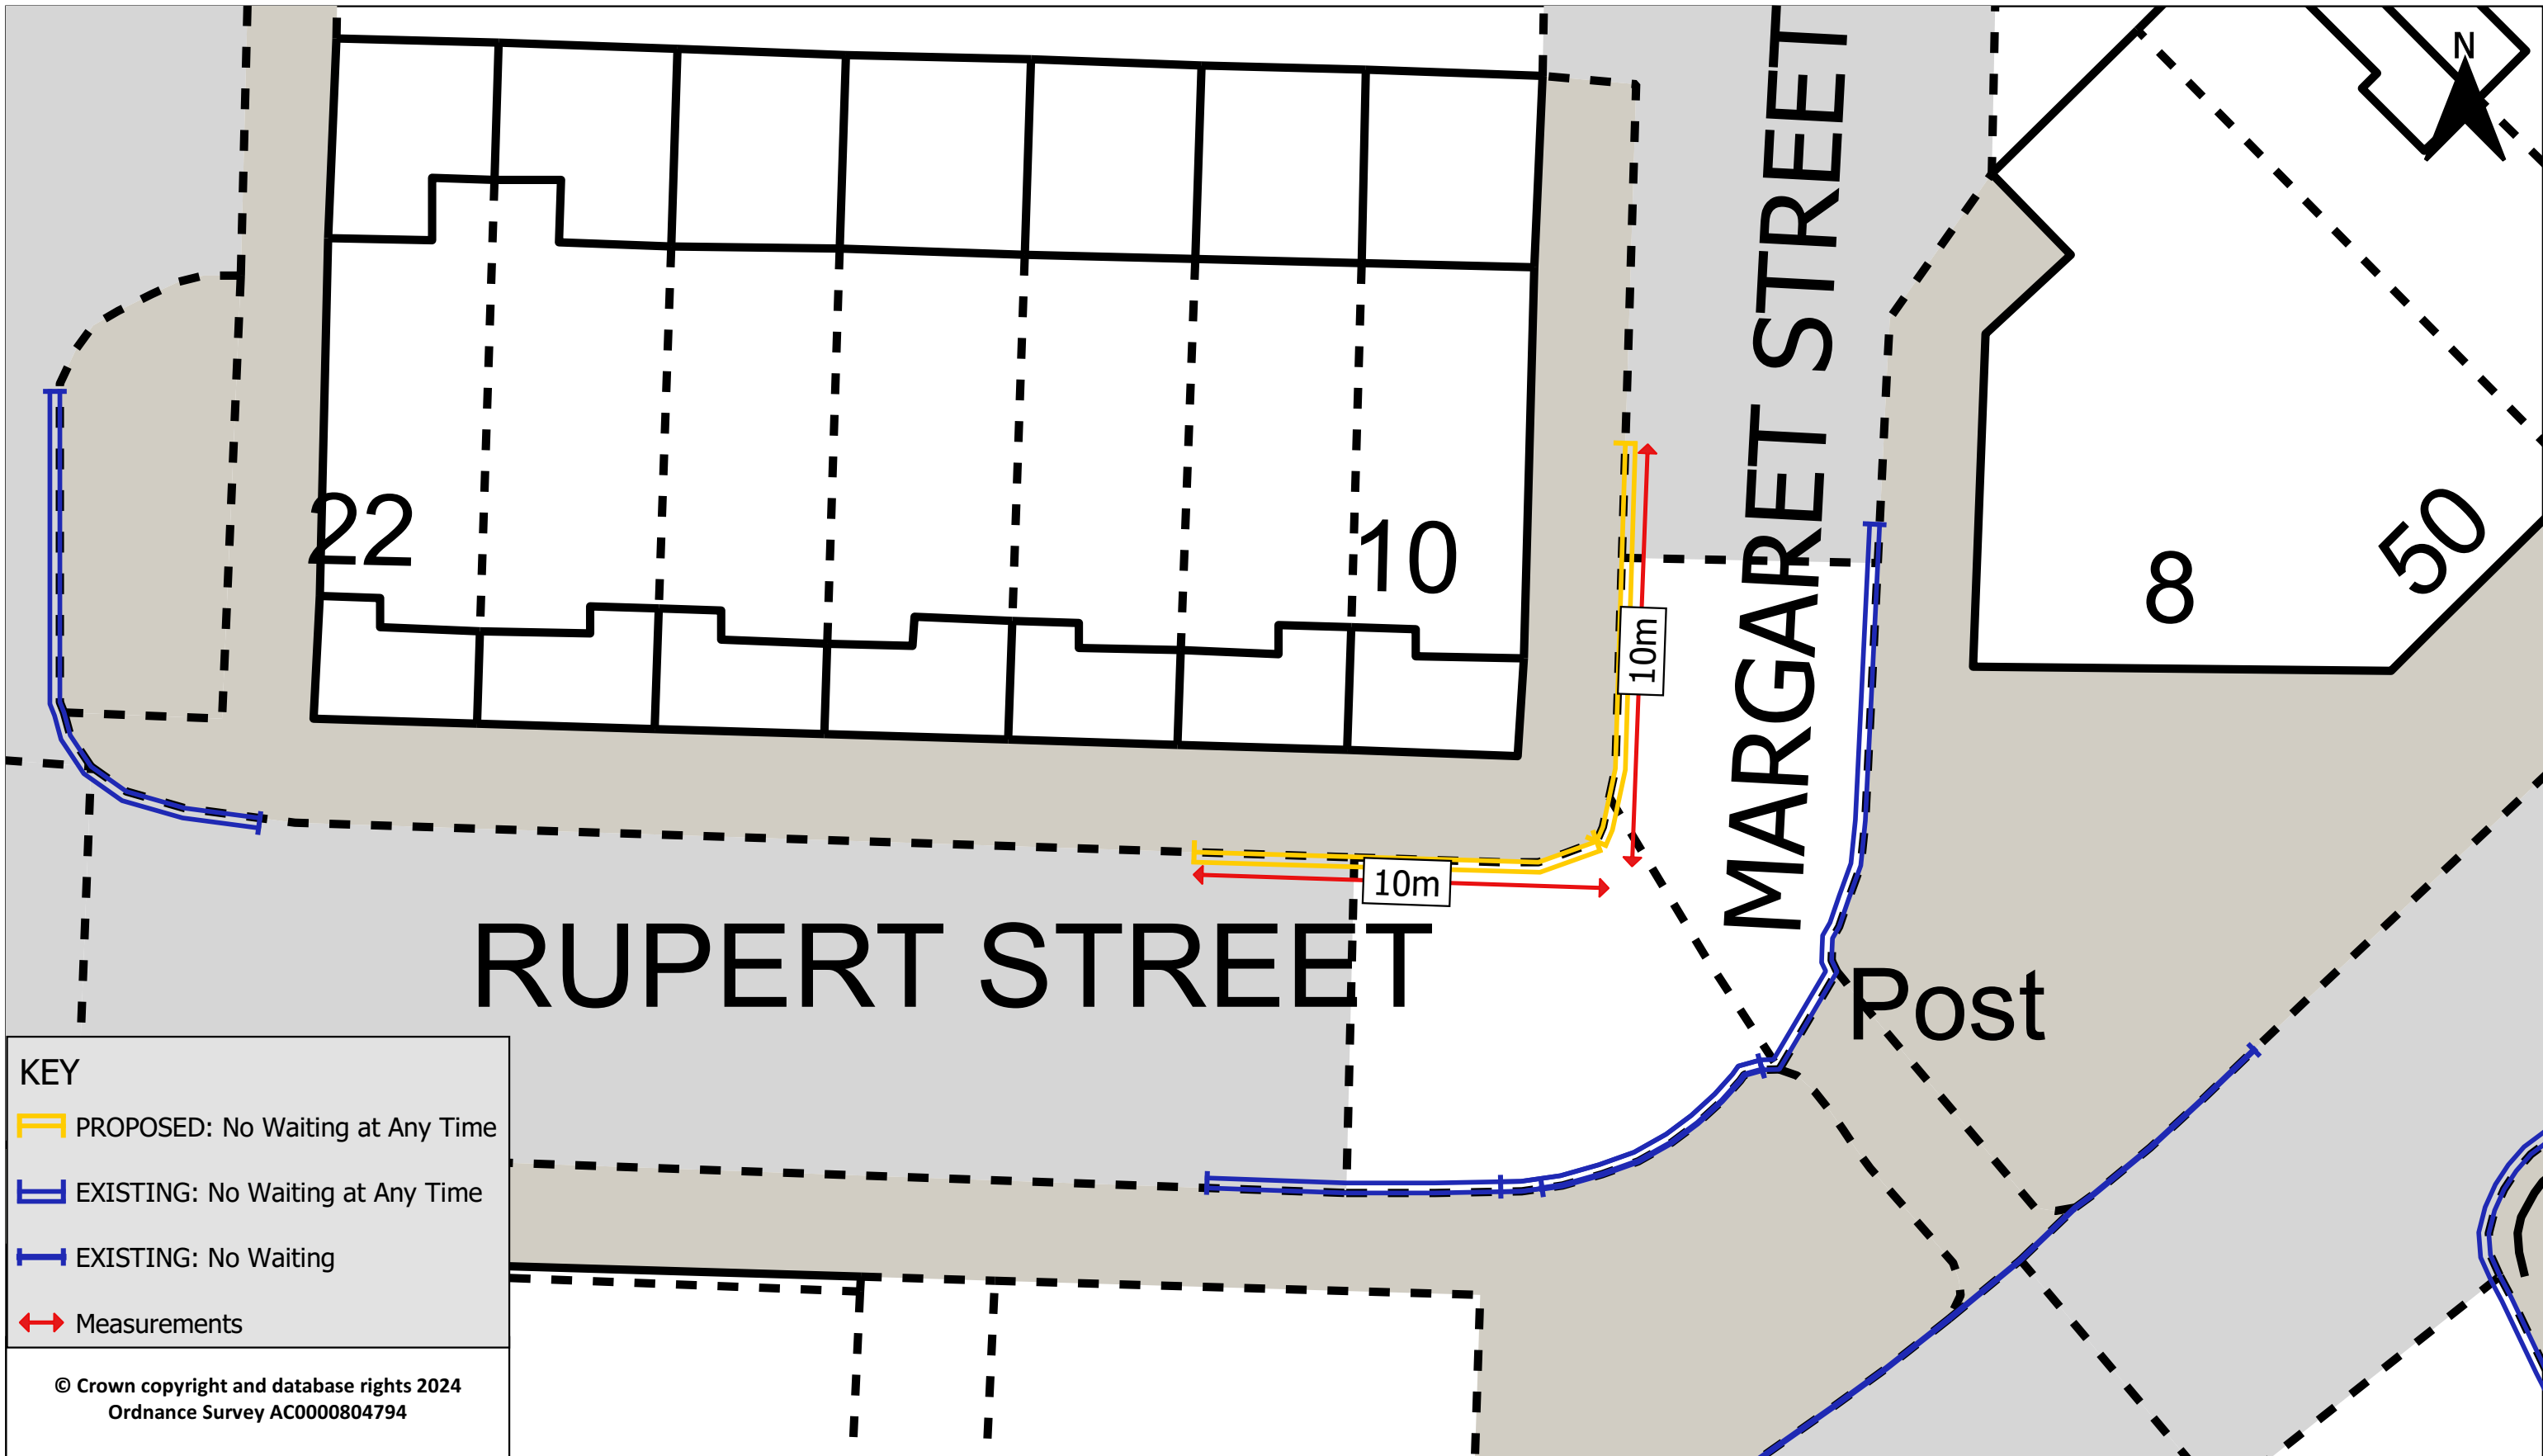 N
MARGARET STREET
22
10
8
50
10m
10m
RUPERT STREET
Post
KEY
PROPOSED: No Waiting at Any Time
EXISTING: No Waiting at Any Time
EXISTING: No Waiting
Measurements
© Crown copyright and database rights 2024
Ordnance Survey AC0000804794